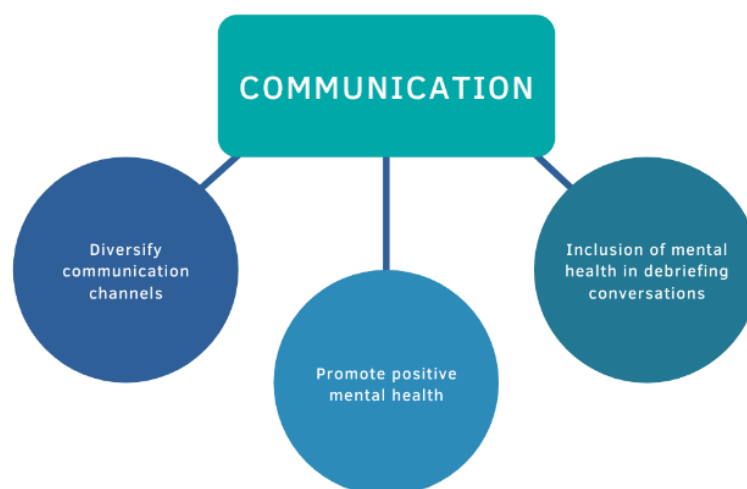 COMMUNICATION
Diversify
communication
channels
Promote positive
mental health
Inclusion of mental
health in debriefing
conversations